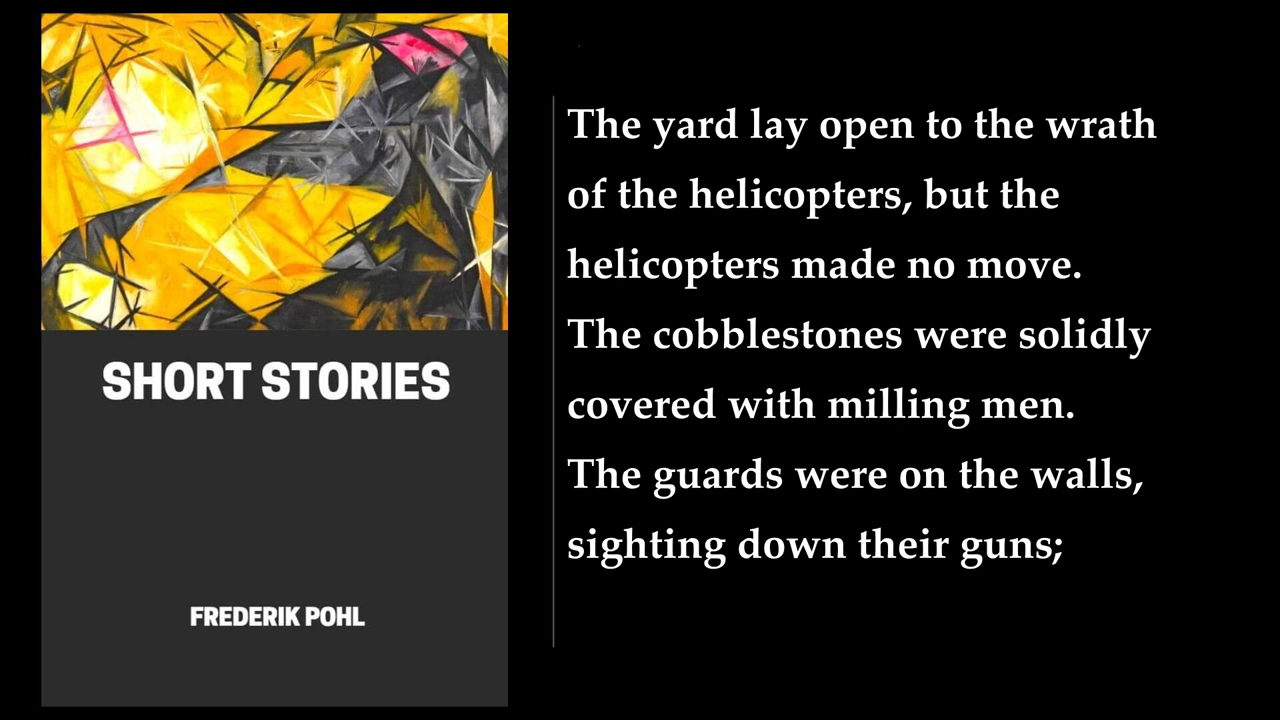 SHORT STORIES
FREDERIK POHL
The yard lay open to the wrath
of the helicopters, but the
helicopters made no move.
The cobblestones were solidly
covered with milling men.
The guards were on the walls,
sighting down their guns;